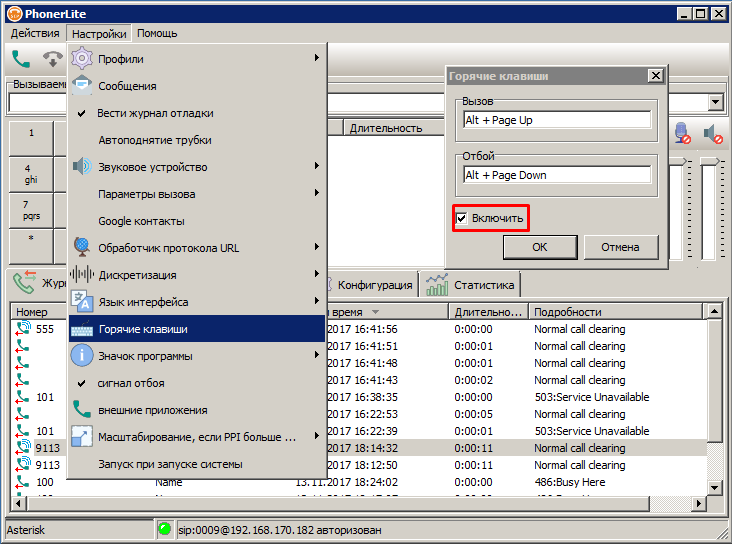 PhonerLite
Действия Настройки Помощь
Вызываем
1
4
ghi
7
pqrs
*
Длительность
Профили
Сообщения
Вести журнал отладки
Автоподнятие трубки
Звуковое устройство
Параметры вызова
Google контакты
Обработчик протокола URL
Дискретизация
Язык интерфейса
Горячие клавиши
Значок программы
сигнал отбоя
внешние приложения
Масштабирование, если PPI больше ...
Запуск при запуске системы
Горячие клавиши
Вызов
Alt + Page Up
Отбой
Alt + Page Down
Включить
OK Отмена
Журн Конфигурация Статистика
Номер и время Длительно... Подробности
555 .2017 16:41:56 0:00:00 Normal call clearing
.2017 16:41:51 0:00:01 Normal call clearing
.2017 16:41:48 0:00:01 Normal call clearing
.2017 16:41:43 0:00:02 Normal call clearing
101 .2017 16:38:35 0:00:00 503:Service Unavailable
.2017 16:22:53 0:00:05 Normal call clearing
101 .2017 16:22:39 0:00:01 503:Service Unavailable
9113 .2017 18:14:32 0:00:11 Normal call clearing
9113 .2017 18:12:50 0:00:11 Normal call clearing
100 Name 13.11.2017 18:24:02 0:00:00 486:Busy Here
Asterisk sip:0009@192.168.170.182 авторизован